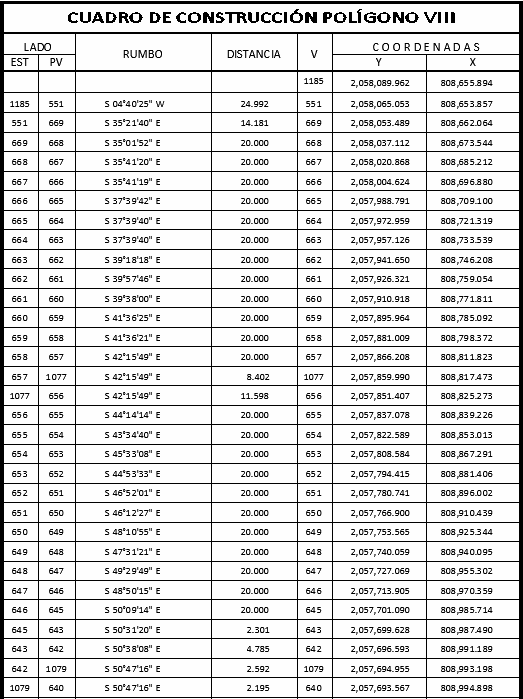 CUADRO DE CONSTRUCCIÓN POLÍGONO VIII
LADO RUMBO DISTANCIA V COORDENADAS
EST PV Y X
1185 2,058,089.962 808,655.894
1185 551 S 04°40'25" W 24.992 551 2,058,065.053 808,653.857
551 669 S 35°21'40" E 14.181 669 2,058,053.489 808,662.064
669 668 S 35°01'52" E 20.000 668 2,058,037.112 808,673.544
668 667 S 35°41'20" E 20.000 667 2,058,020.868 808,685.212
667 666 S 35°41'19" E 20.000 666 2,058,004.624 808,696.880
666 665 S 37°39'42" E 20.000 665 2,057,988.791 808,709.100
665 664 S 37°39'40" E 20.000 664 2,057,972.959 808,721.319
664 663 S 37°39'40" E 20.000 663 2,057,957.126 808,733.539
663 662 S 39°18'18" E 20.000 662 2,057,941.650 808,746.208
662 661 S 39°57'46" E 20.000 661 2,057,926.321 808,759.054
661 660 S 39°38'00" E 20.000 660 2,057,910.918 808,771.811
660 659 S 41°36'25" E 20.000 659 2,057,895.964 808,785.092
659 658 S 41°36'21" E 20.000 658 2,057,881.009 808,798.372
658 657 S 42°15'49" E 20.000 657 2,057,866.208 808,811.823
657 1077 S 42°15'49" E 8.402 1077 2,057,859.990 808,817.473
1077 656 S 42°15'49" E 11.598 656 2,057,851.407 808,825.273
656 655 S 44°14'14" E 20.000 655 2,057,837.078 808,839.226
655 654 S 43°34'40" E 20.000 654 2,057,822.589 808,853.013
654 653 S 45°33'08" E 20.000 653 2,057,808.584 808,867.291
653 652 S 44°53'33" E 20.000 652 2,057,794.415 808,881.406
652 651 S 46°52'01" E 20.000 651 2,057,780.741 808,896.002
651 650 S 46°12'27" E 20.000 650 2,057,766.900 808,910.439
650 649 S 48°10'55" E 20.000 649 2,057,753.565 808,925.344
649 648 S 47°31'21" E 20.000 648 2,057,740.059 808,940.095
648 647 S 49°29'49" E 20.000 647 2,057,727.069 808,955.302
647 646 S 48°50'15" E 20.000 646 2,057,713.905 808,970.359
646 645 S 50°09'14" E 20.000 645 2,057,701.090 808,985.714
645 643 S 50°31'20" E 2.301 643 2,057,699.628 808,987.490
643 642 S 50°38'08" E 4.785 642 2,057,696.593 808,991.189
642 1079 S 50°47'16" E 2.592 1079 2,057,694.955 808,993.198
1079 640 S 50°47'16" E 2.195 640 2,057,693.567 808,994.898